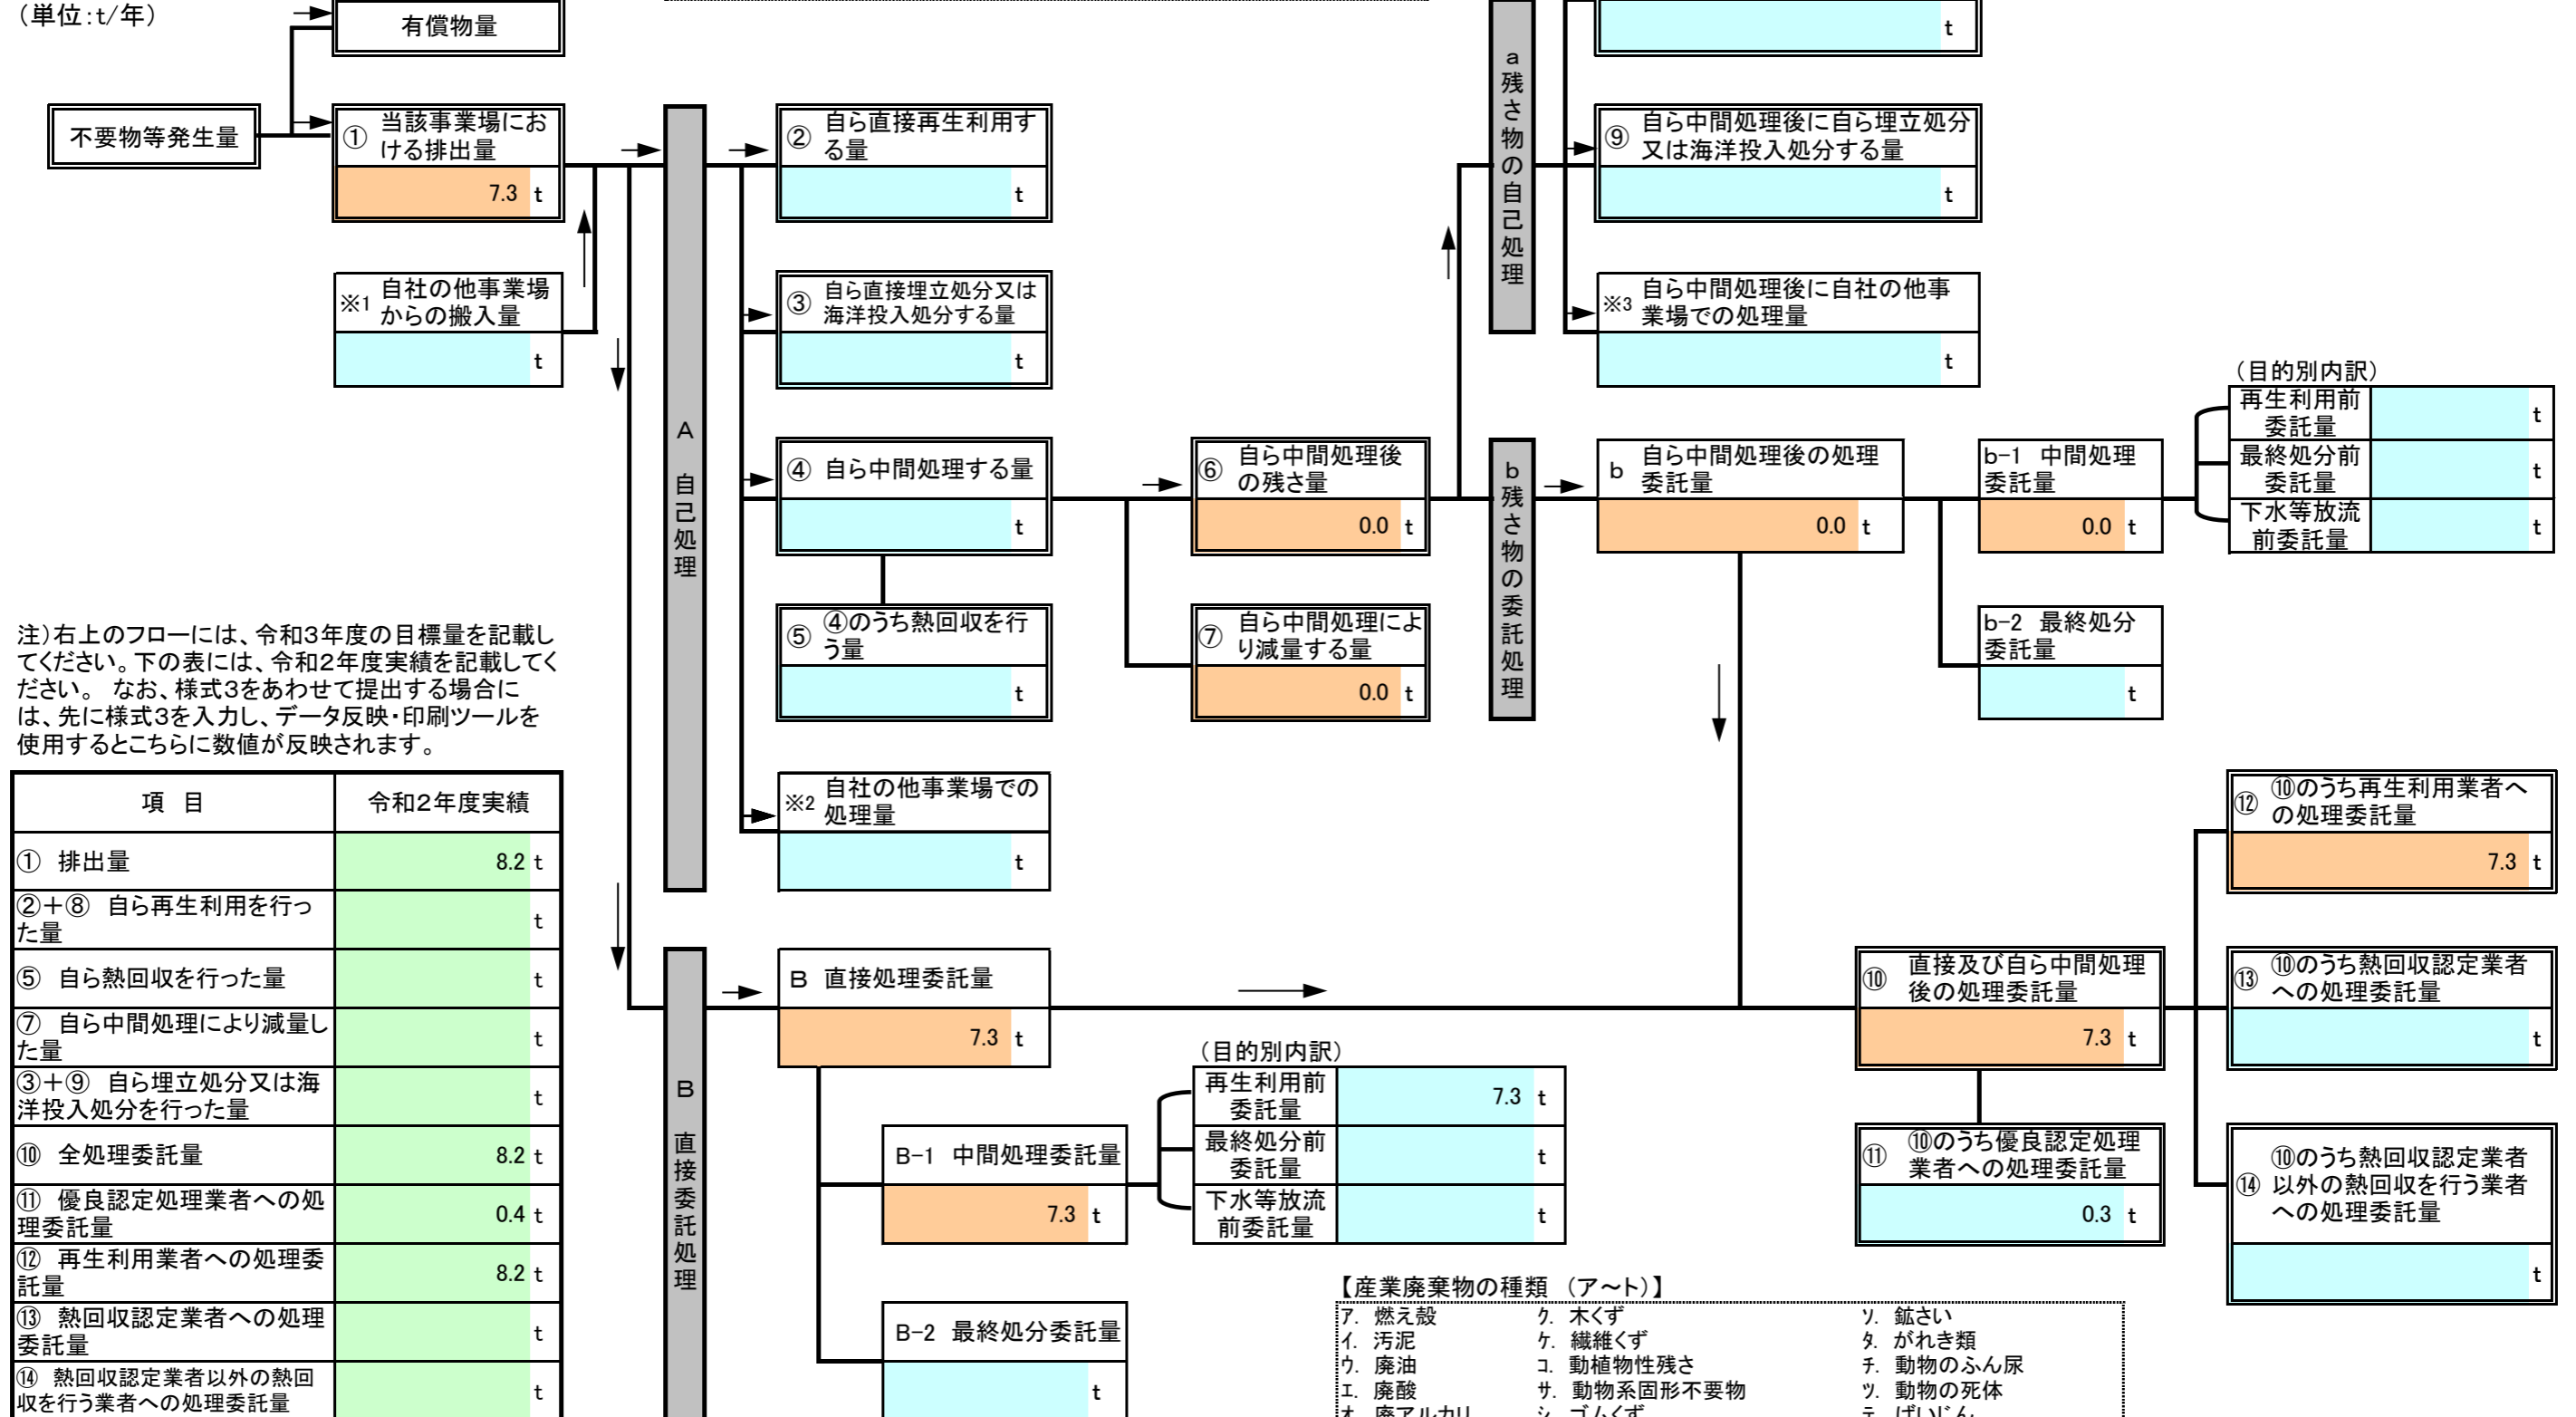 （単位：t/年）
有償物量
t
不要物等発生量
① 当該事業場にお
ける排出量
7.3 t
※1 自社の他事業場
からの搬入量
t
A 自己処理
② 自ら直接再生利用す
る量
t
③ 自ら直接埋立処分又は
海洋投入処分する量
t
④ 自ら中間処理する量
t
⑤ ④のうち熱回収を行
う量
t
※2 自社の他事業場での
処理量
t
⑥ 自ら中間処理後
の残さ量
0.0 t
⑦ 自ら中間処理によ
り減量する量
0.0 t
a 残さ物の自己処理
⑨ 自ら中間処理後に自ら埋立処分
又は海洋投入処分する量
t
※3 自ら中間処理後に自社の他事
業場での処理量
t
b 残さ物の委託処理
b 自ら中間処理後の処理
委託量
0.0 t
b-1 中間処理
委託量
0.0 t
b-2 最終処分
委託量
t
（目的別内訳）
再生利用前
委託量
t
最終処分前
委託量
t
下水等放流
前委託量
t
注）右上のフローには、令和３年度の目標量を記載し
てください。下の表には、令和２年度実績を記載してく
ださい。 なお、様式３をあわせて提出する場合に
は、先に様式３を入力し、データ反映・印刷ツールを
使用するとこちらに数値が反映されます。
項 目 令和２年度実績
① 排出量 8.2 t
②＋⑧ 自ら再生利用を行っ
た量
t
⑤ 自ら熱回収を行った量 t
⑦ 自ら中間処理により減量し
た量
t
③＋⑨ 自ら埋立処分又は海
洋投入処分を行った量
t
⑩ 全処理委託量 8.2 t
⑪ 優良認定処理業者への処
理委託量
0.4 t
⑫ 再生利用業者への処理委
託量
8.2 t
⑬ 熱回収認定業者への処理
委託量
t
⑭ 熱回収認定業者以外の熱回
収を行う業者への処理委託量
t
B 直接委託処理
B 直接処理委託量
7.3 t
B-1 中間処理委託量
7.3 t
B-2 最終処分委託量
t
（目的別内訳）
再生利用前
委託量
7.3 t
最終処分前
委託量
t
下水等放流
前委託量
t
⑩ 直接及び自ら中間処理
後の処理委託量
7.3 t
⑪ ⑩のうち優良認定処理
業者への処理委託量
0.3 t
⑫ ⑩のうち再生利用業者へ
の処理委託量
7.3 t
⑬ ⑩のうち熱回収認定業者
への処理委託量
t
⑭ ⑩のうち熱回収認定業者
以外の熱回収を行う業者
への処理委託量
t
【産業廃棄物の種類 （ア～ト）】
ア. 燃え殻 ク. 木くず ソ. 鉱さい
イ. 汚泥 ケ. 繊維くず タ. がれき類
ウ. 廃油 コ. 動植物性残さ チ. 動物のふん尿
エ. 廃酸 サ. 動物系固形不要物 ツ. 動物の死体
オ. 廃アルカリ シ. ゴムくず テ. ばいじん